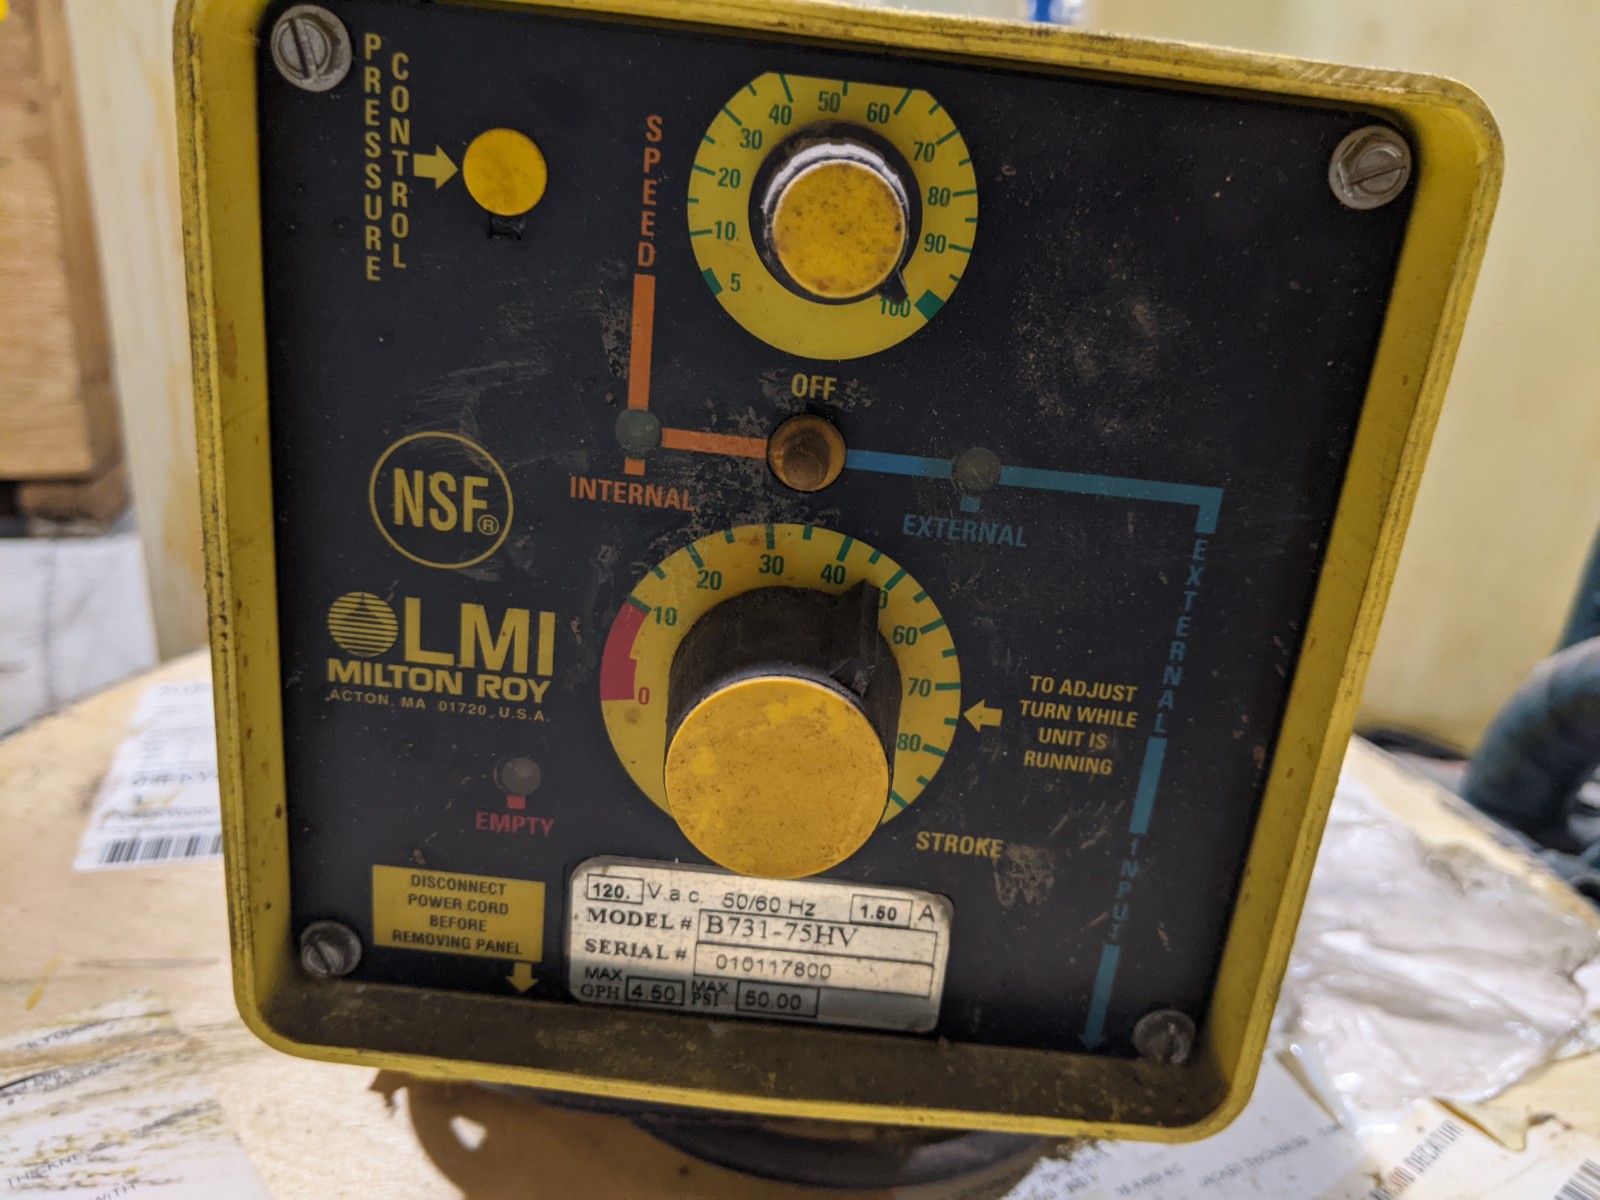 PRESSURE
CONTROL
SPEED
5
10
20
30
40
50
60
70
80
90
100
OFF
INTERNAL
EXTERNAL
EXTERNAL INPUT
NSF®
LMI
MILTON ROY
ACTON, MA 01720 U.S.A.
0
10
20
30
40
60
70
80
TO ADJUST
TURN WHILE
UNIT IS
RUNNING
STROKE
EMPTY
DISCONNECT
POWER CORD
BEFORE
REMOVING PANEL
120. V.a.c. 50/60 Hz 1.50 A
MODEL # B731-75HV
SERIAL # 010117800
MAX GPH 4.50 MAX PSI 50.00